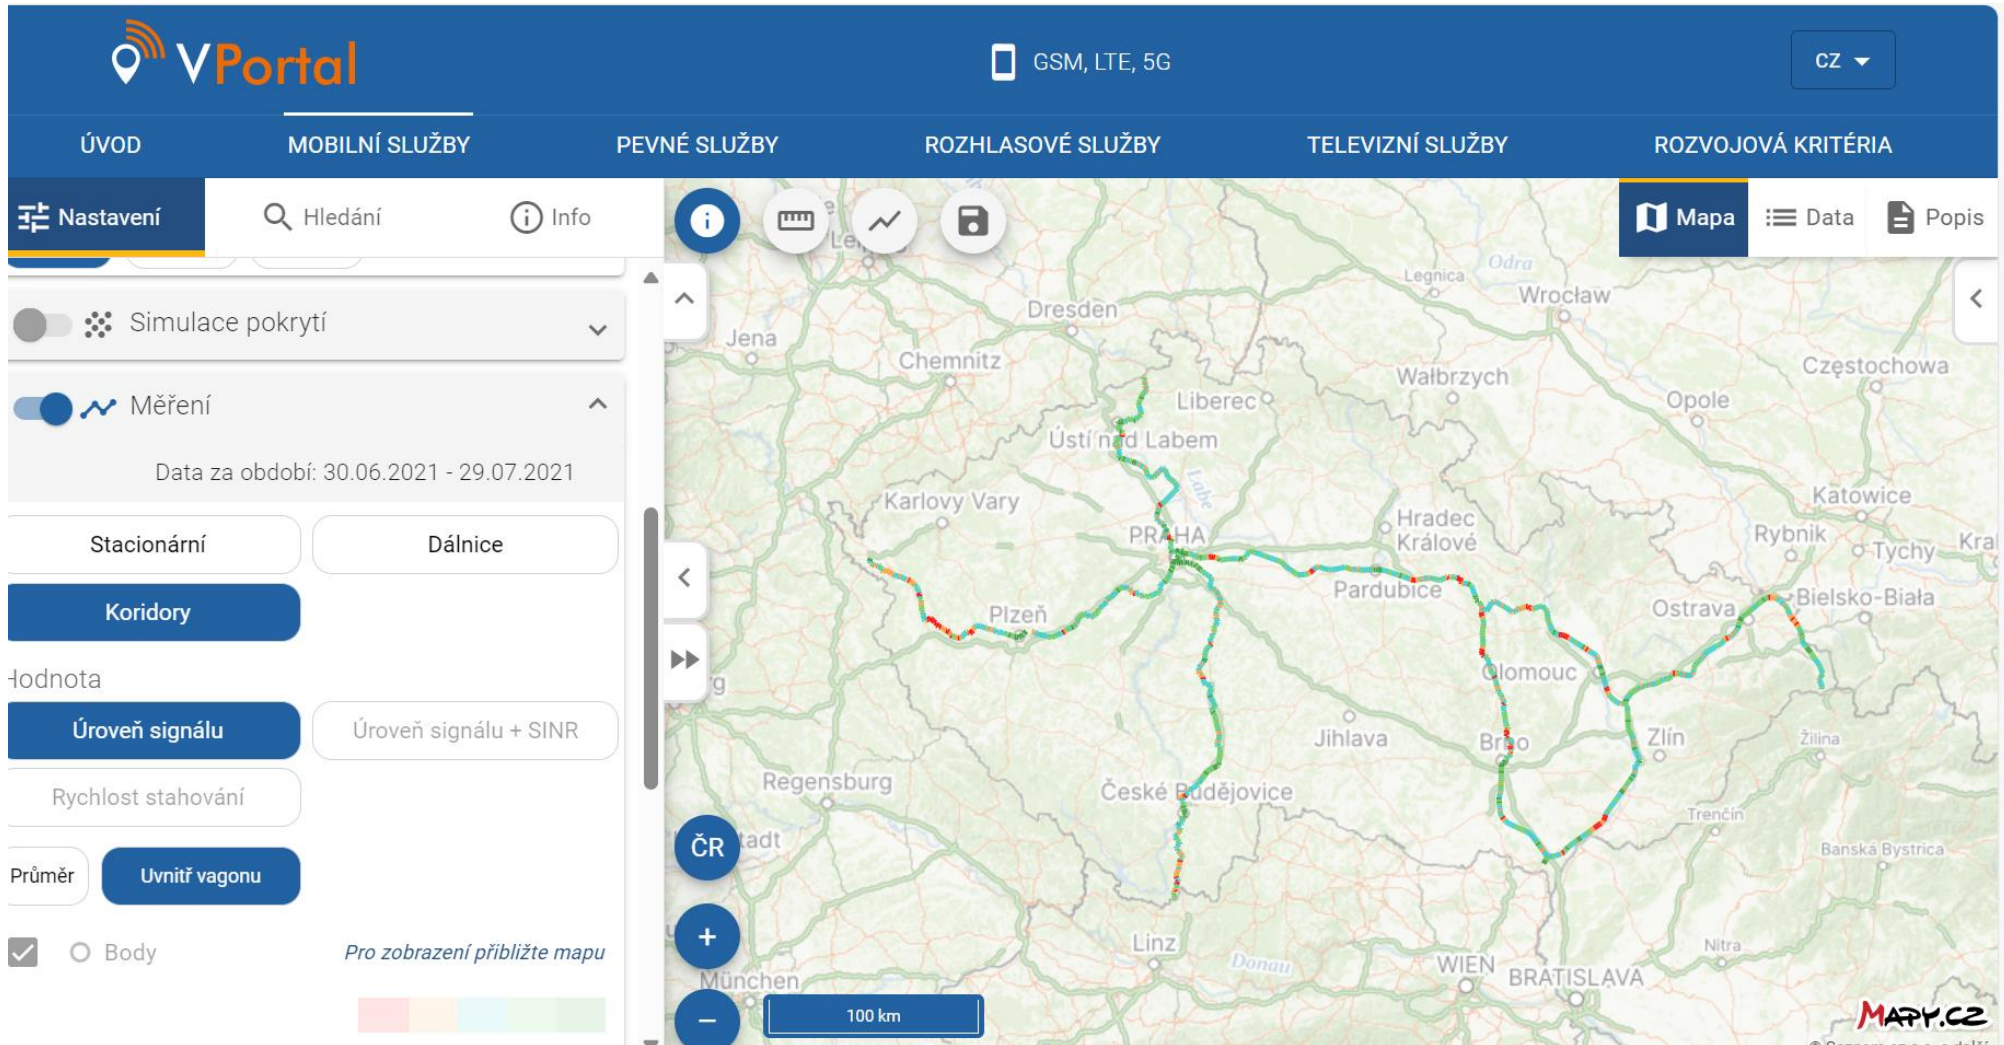 VPortal
GSM, LTE, 5G
CZ
ÚVOD
MOBILNÍ SLUŽBY
PEVNÉ SLUŽBY
ROZHLASOVÉ SLUŽBY
TELEVIZNÍ SLUŽBY
ROZVOJOVÁ KRITÉRIA
Nastavení
Hledání
Info
Mapa
Data
Popis
Simulace pokrytí
Měření
Data za období: 30.06.2021 - 29.07.2021
Stacionární
Dálnice
Koridory
Hodnota
Úroveň signálu
Úroveň signálu + SINR
Rychlost stahování
Průměr
Uvnitř vagonu
Body
Pro zobrazení přibližte mapu
Legnica
Odra
Wrocław
Dresden
Jena
Chemnitz
Wałbrzych
Częstochowa
Liberec
Opole
Ústí nad Labem
Labe
Karlovy Vary
Katowice
Hradec
Králové
PRAHA
Rybnik
Tychy
Kra
Pardubice
Ostrava
Bielsko-Biała
Plzeň
Olomouc
Jihlava
Brno
Zlín
Žilina
Regensburg
České Budějovice
Trenčín
ČR
tadt
Banská Bystrica
Linz
Donau
WIEN
BRATISLAVA
Nitra
München
100 km
MAPY.CZ